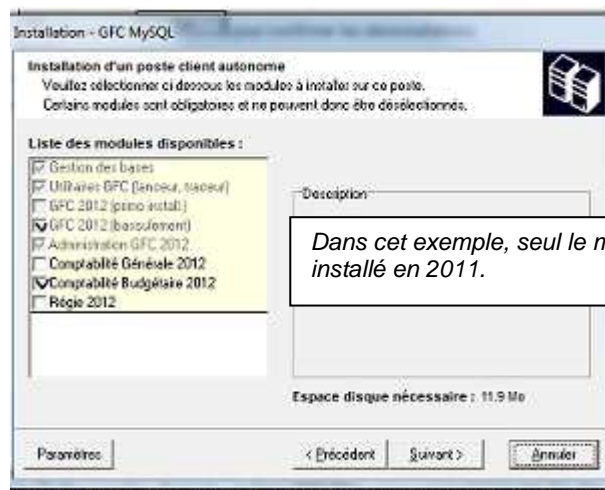 Installation - GFC MySQL
Installation d'un poste client autonome
Veuillez sélectionner ci dessous les modules à installer sur ce poste.
Certains modules sont obligatoires et ne peuvent donc être désélectionnés.
Liste des modules disponibles :
Gestion des bases
Utilitaires GFC (lanceur, traceur)
GFC 2012 (primo install.)
GFC 2012 (basculement)
Administration GFC 2012
Comptablité Générale 2012
Comptablité Budgétaire 2012
Régie 2012
Description
Dans cet exemple, seul le m
installé en 2011.
Espace disque nécessaire : 11.9 Mo
Paramètres
< Précédent
Suivant >
Annuler